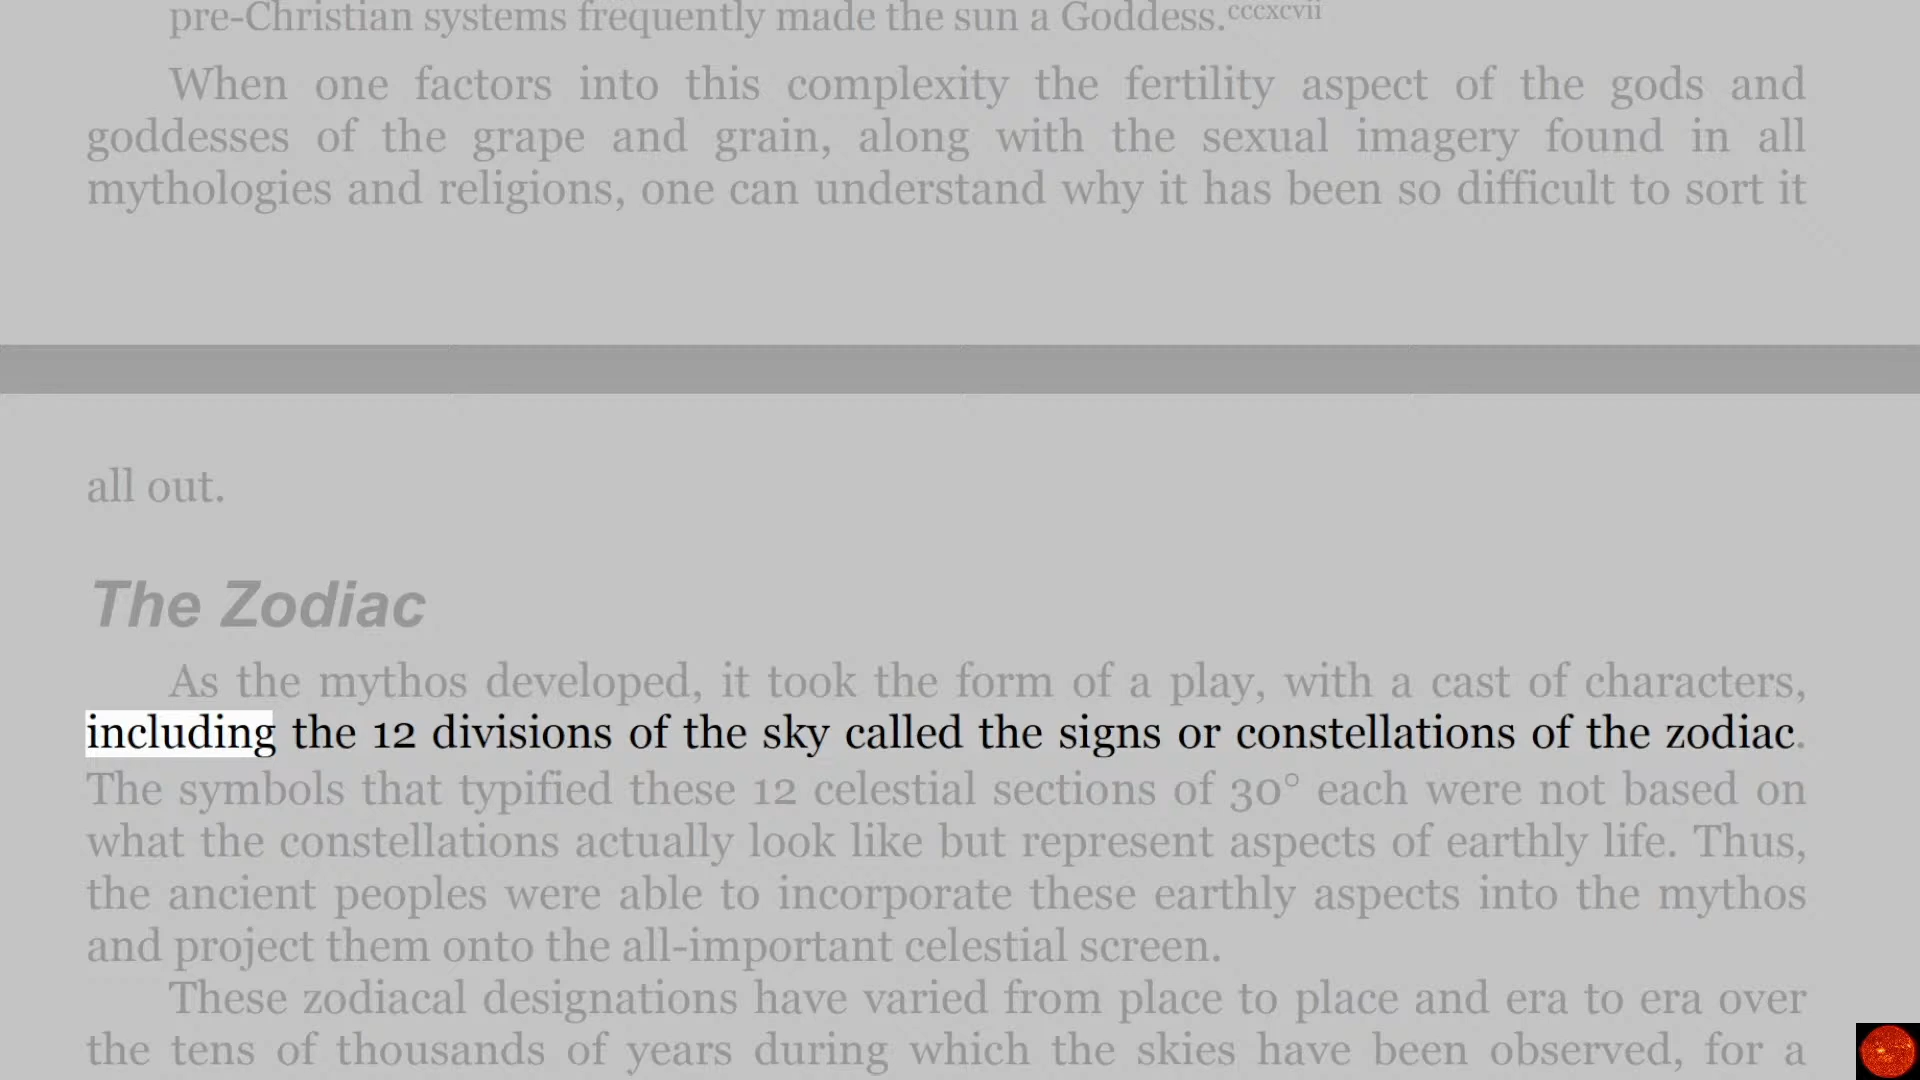 pre-Christian systems frequently made the sun a Goddess.cccxcvii
When one factors into this complexity the fertility aspect of the gods and
goddesses of the grape and grain, along with the sexual imagery found in all
mythologies and religions, one can understand why it has been so difficult to sort it
all out.
The Zodiac
As the mythos developed, it took the form of a play, with a cast of characters,
including the 12 divisions of the sky called the signs or constellations of the zodiac.
The symbols that typified these 12 celestial sections of 30° each were not based on
what the constellations actually look like but represent aspects of earthly life. Thus,
the ancient peoples were able to incorporate these earthly aspects into the mythos
and project them onto the all-important celestial screen.
These zodiacal designations have varied from place to place and era to era over
the tens of thousands of years during which the skies have been observed, for a